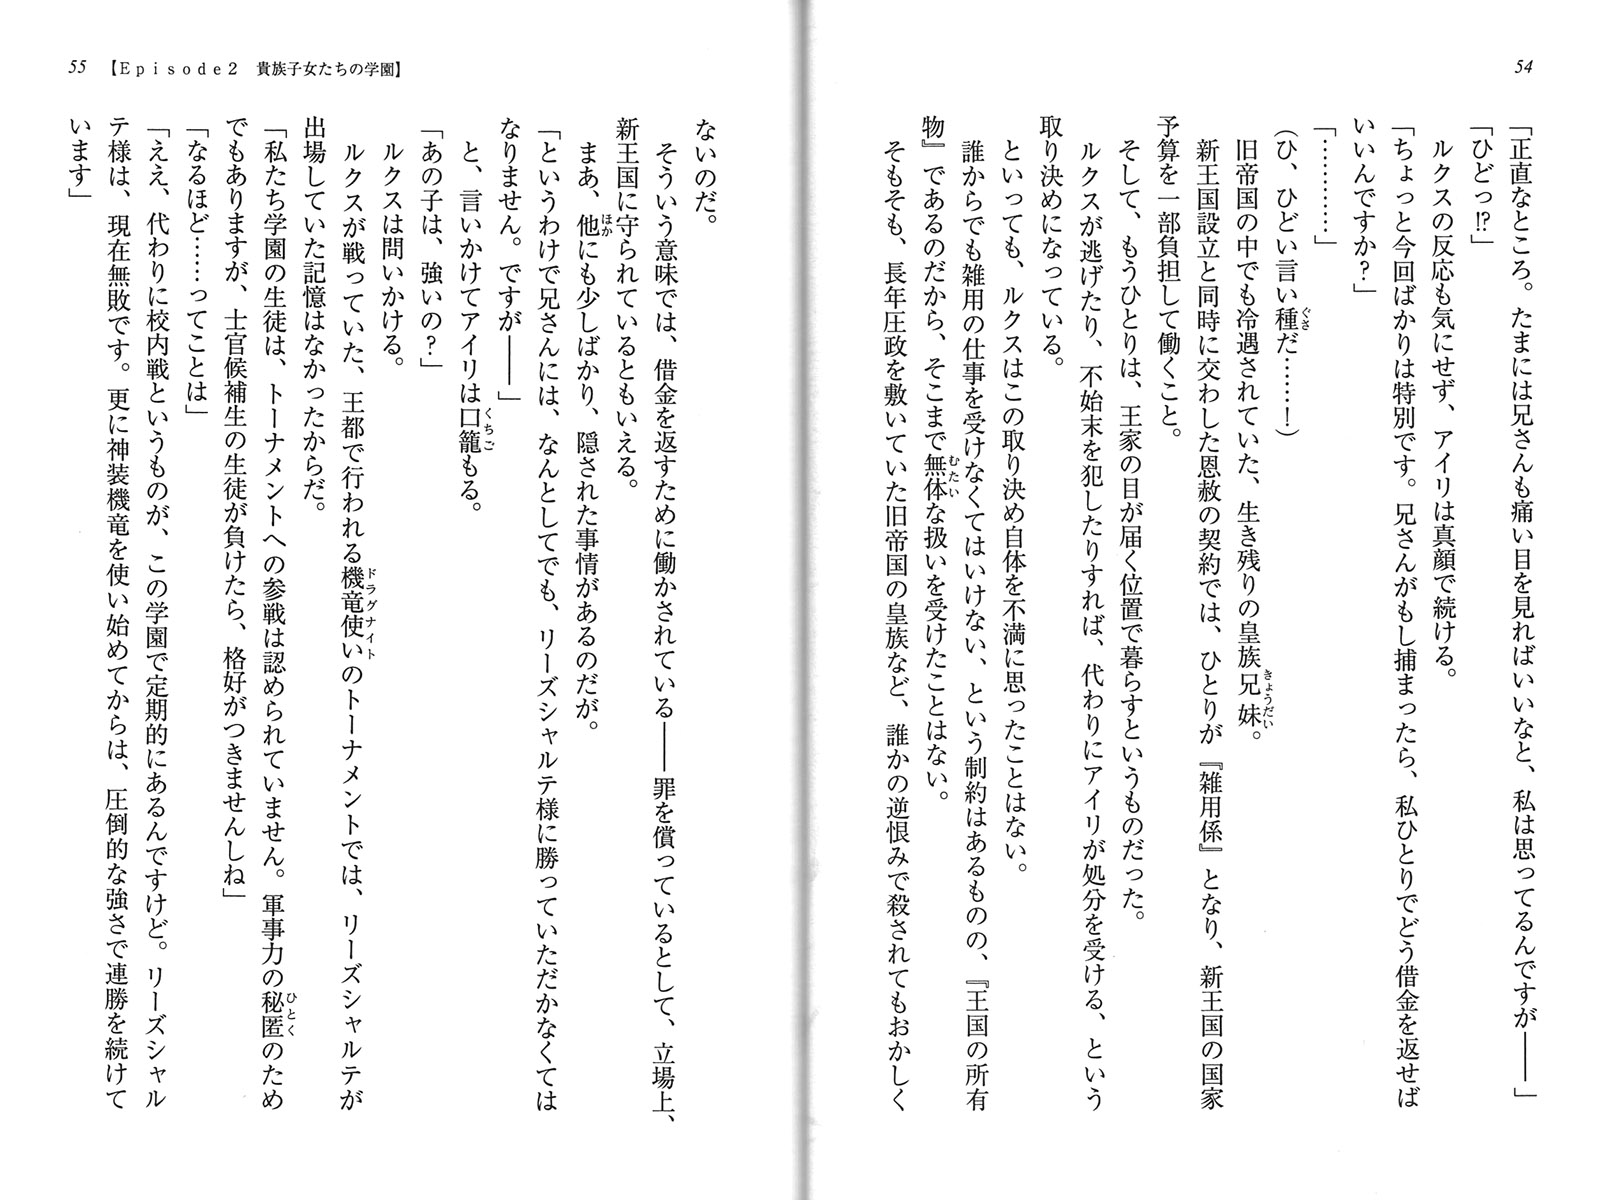 54
「正直なところ。たまには兄さんも痛い目を見ればいいなと、私は思ってるんですが――」
「ひどっ!?」
ルクスの反応も気にせず、アイリは真顔で続ける。
「ちょっと今回ばかりは特別です。兄さんがもし捕まったら、私ひとりでどう借金を返せば
いいんですか？」
「…………」
（ひ、ひどい言い種だ……！）
旧帝国の中でも冷遇されていた、生き残りの皇族兄妹。
新王国設立と同時に交わした恩赦の契約では、ひとりが『雑用係』となり、新王国の国家
予算を一部負担して働くこと。
そして、もうひとりは、王家の目が届く位置で暮らすというものだった。
ルクスが逃げたり、不始末を犯したりすれば、代わりにアイリが処分を受ける、という
取り決めになっている。
といっても、ルクスはこの取り決め自体を不満に思ったことはない。
誰からでも雑用の仕事を受けなくてはいけない、という制約はあるものの、『王国の所有
物』であるのだから、そこまで無体な扱いを受けたことはない。
そもそも、長年圧政を敷いていた旧帝国の皇族など、誰かの逆恨みで殺されてもおかしく
55 【Episode2　貴族子女たちの学園】
ないのだ。
そういう意味では、借金を返すために働かされている――罪を償っているとして、立場上、
新王国に守られているともいえる。
まあ、他にも少しばかり、隠された事情があるのだが。
「というわけで兄さんには、なんとしてでも、リーズシャルテ様に勝っていただかなくては
なりません。ですが――」
と、言いかけてアイリは口籠もる。
「あの子は、強いの？」
ルクスは問いかける。
ルクスが戦っていた、王都で行われる機竜使いのトーナメントでは、リーズシャルテが
出場していた記憶はなかったからだ。
「私たち学園の生徒は、トーナメントへの参戦は認められていません。軍事力の秘匿のため
でもありますが、士官候補生の生徒が負けたら、格好がつきませんしね」
「なるほど……ってことは」
「ええ、代わりに校内戦というものが、この学園で定期的にあるんですけど。リーズシャル
テ様は、現在無敗です。更に神装機竜を使い始めてからは、圧倒的な強さで連勝を続けて
います」